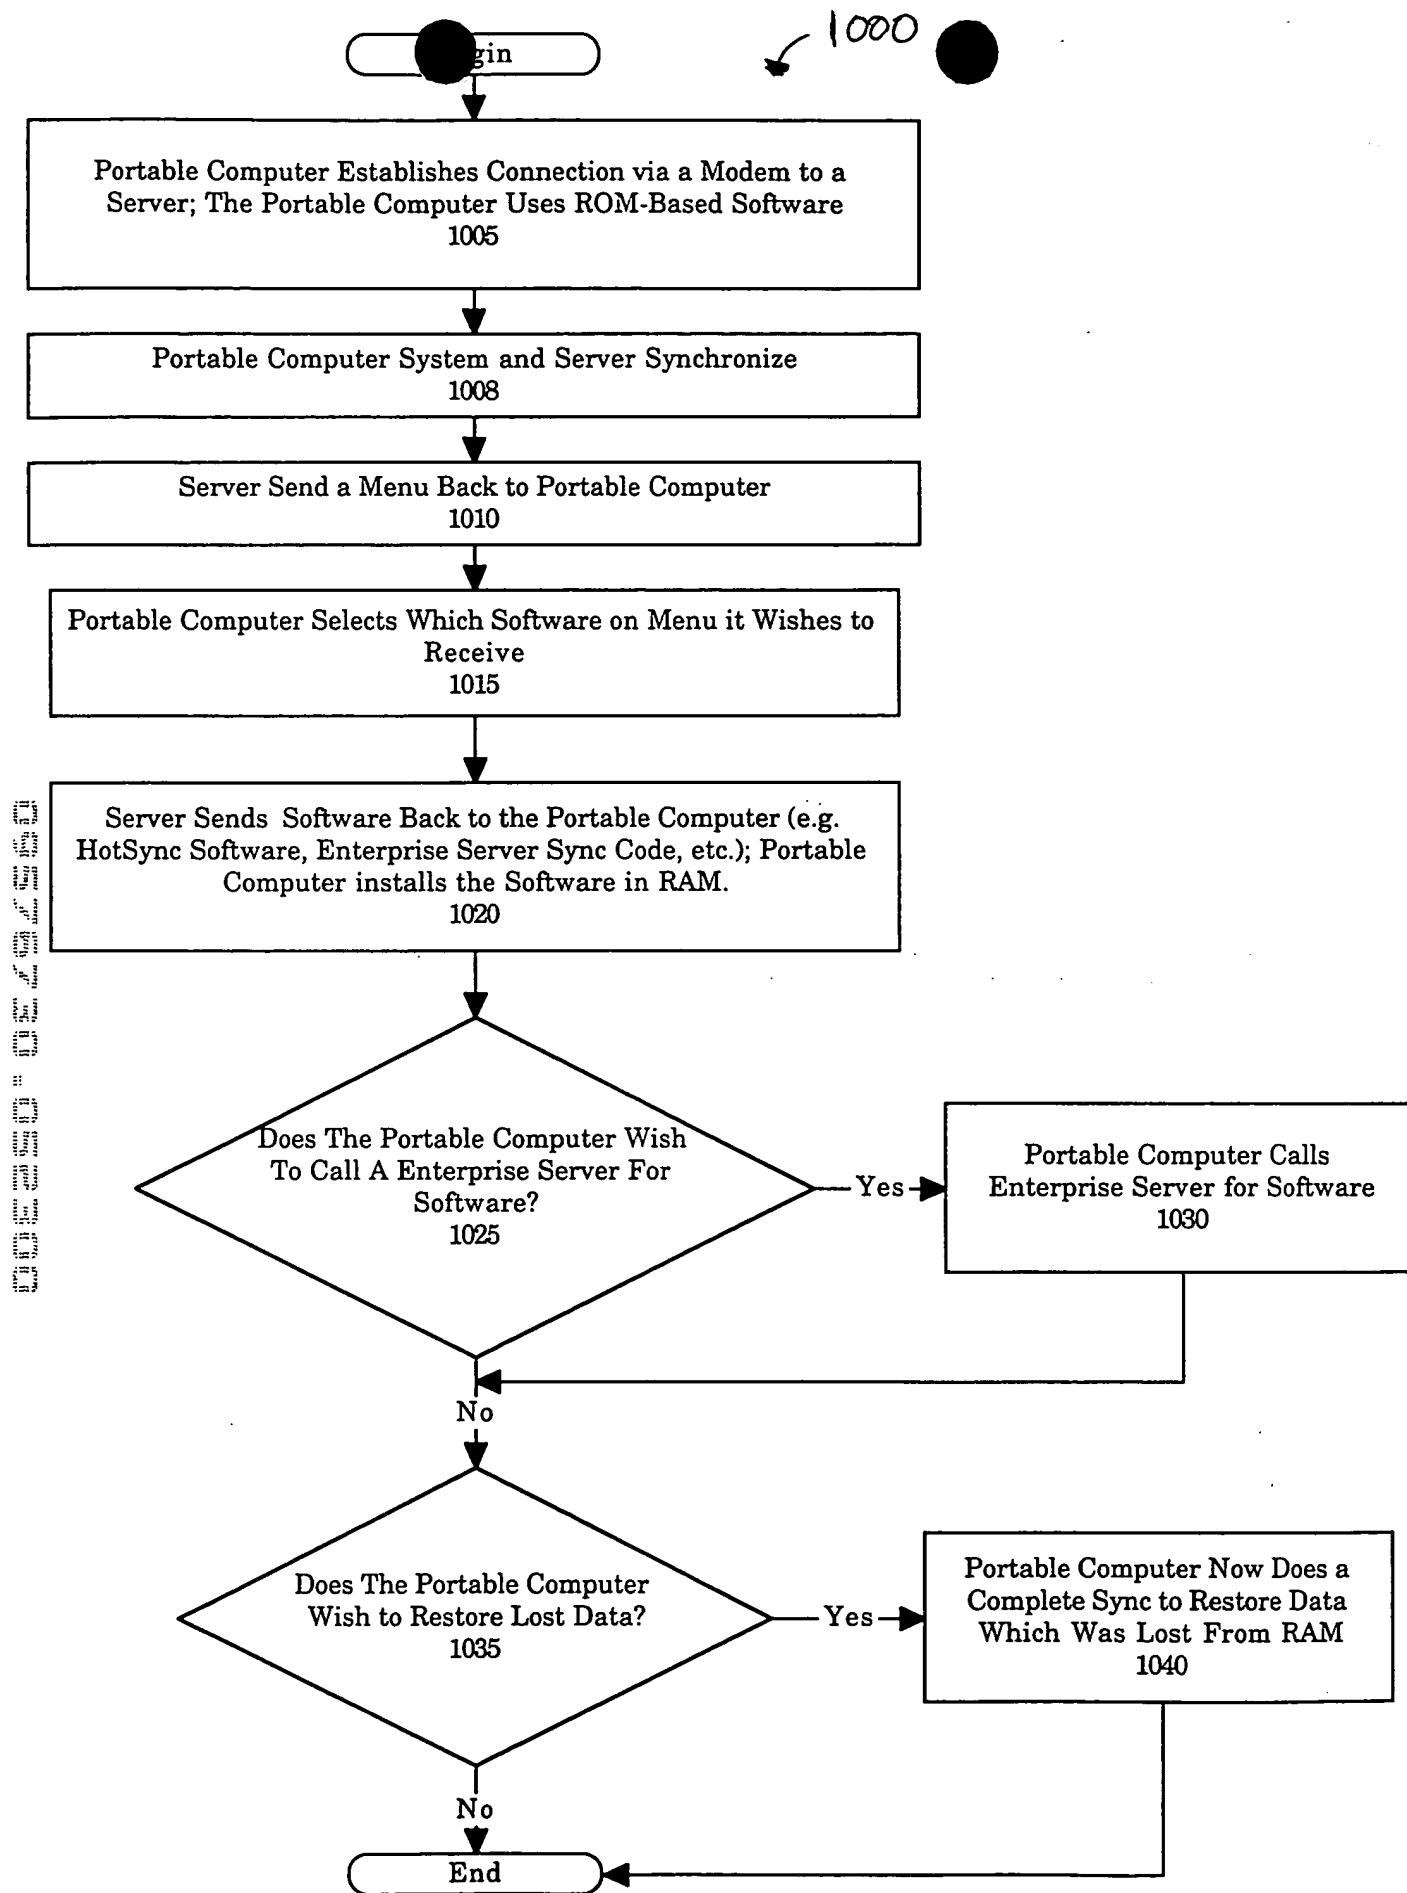 1000
gin
Portable Computer Establishes Connection via a Modem to a
Server; The Portable Computer Uses ROM-Based Software
1005
Portable Computer System and Server Synchronize
1008
Server Send a Menu Back to Portable Computer
1010
Portable Computer Selects Which Software on Menu it Wishes to
Receive
1015
Server Sends Software Back to the Portable Computer (e.g.
HotSync Software, Enterprise Server Sync Code, etc.); Portable
Computer installs the Software in RAM.
1020
Does The Portable Computer Wish
To Call A Enterprise Server For
Software?
1025
Yes
Portable Computer Calls
Enterprise Server for Software
1030
No
Does The Portable Computer
Wish to Restore Lost Data?
1035
Yes
Portable Computer Now Does a
Complete Sync to Restore Data
Which Was Lost From RAM
1040
No
End
09576730.052300